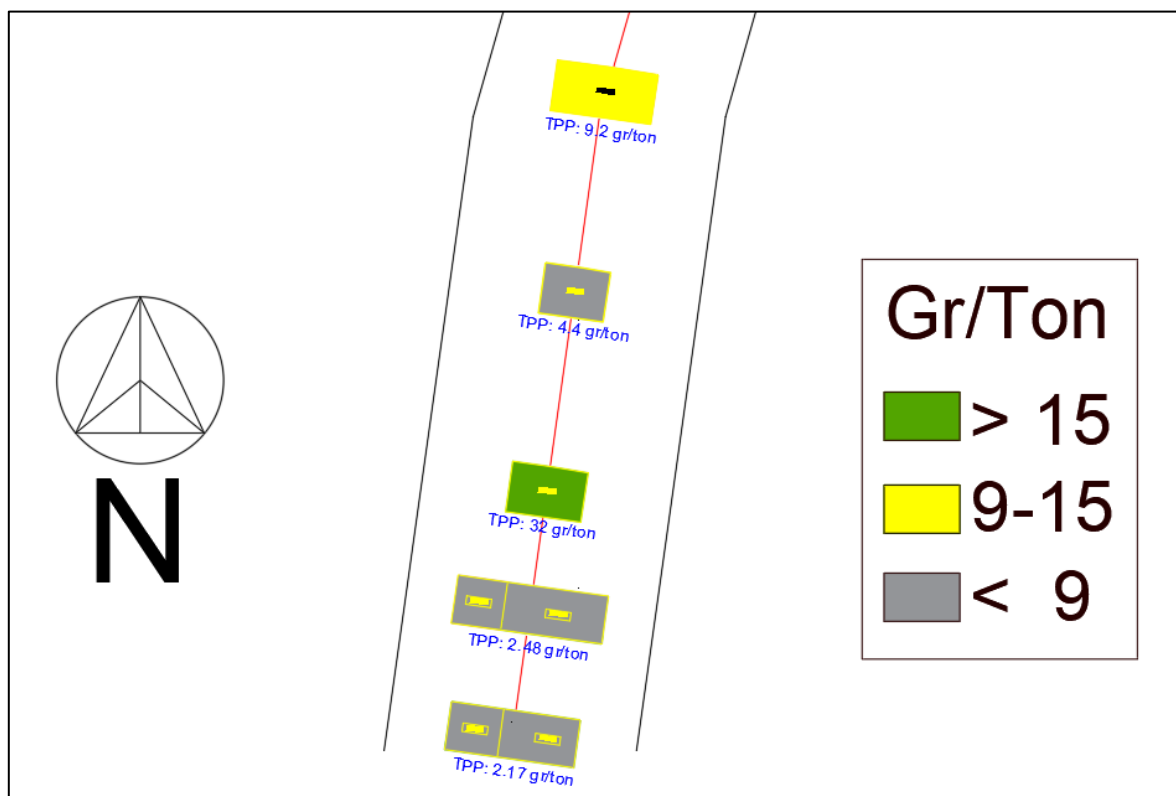 TPP: 9.2 gr/ton
TPP: 4.4 gr/ton
TPP: 32 gr/ton
TPP: 2.48 gr/ton
TPP: 2.17 gr/ton
N
Gr/Ton
> 15
9-15
< 9